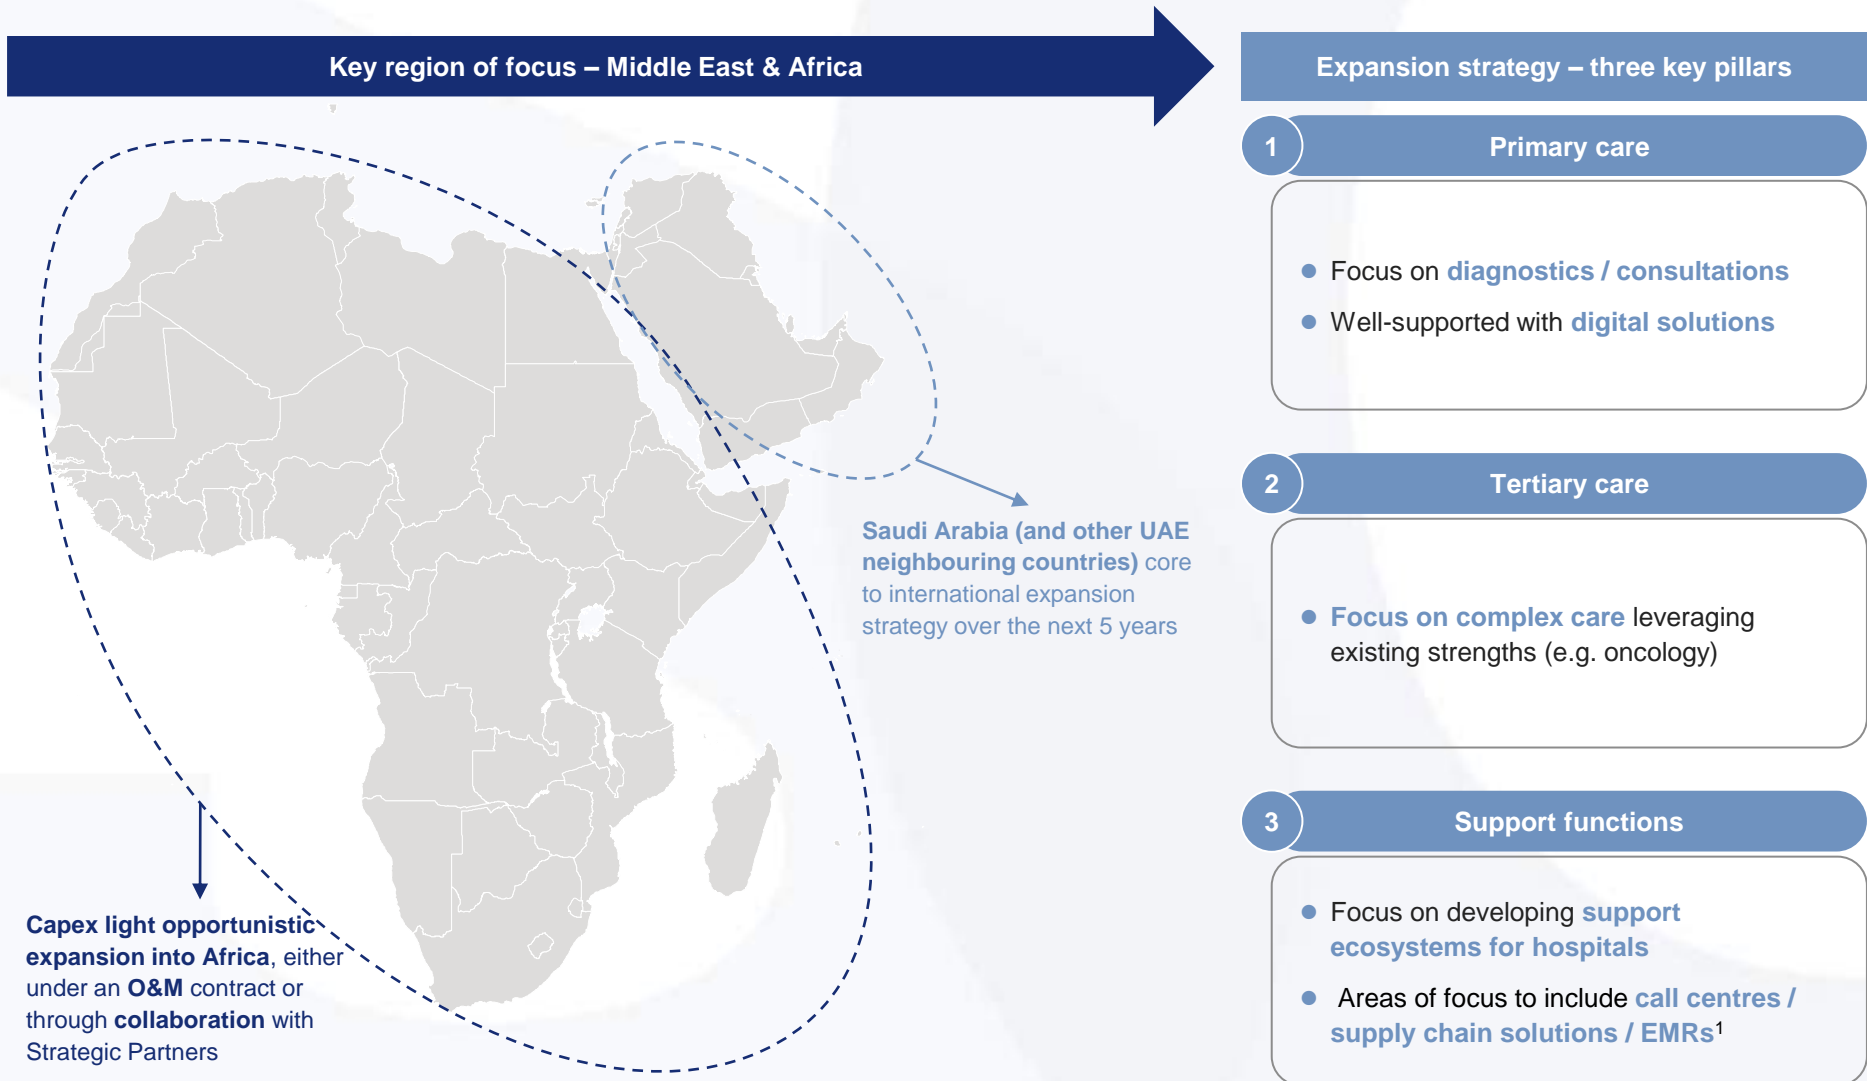 Key region of focus – Middle East & Africa
Saudi Arabia (and other UAE
neighbouring countries) core
to international expansion
strategy over the next 5 years
Capex light opportunistic
expansion into Africa, either
under an O&M contract or
through collaboration with
Strategic Partners
Expansion strategy – three key pillars
1
Primary care
● Focus on diagnostics / consultations
● Well-supported with digital solutions
2
Tertiary care
● Focus on complex care leveraging
existing strengths (e.g. oncology)
3
Support functions
● Focus on developing support
ecosystems for hospitals
● Areas of focus to include call centres /
supply chain solutions / EMRs¹